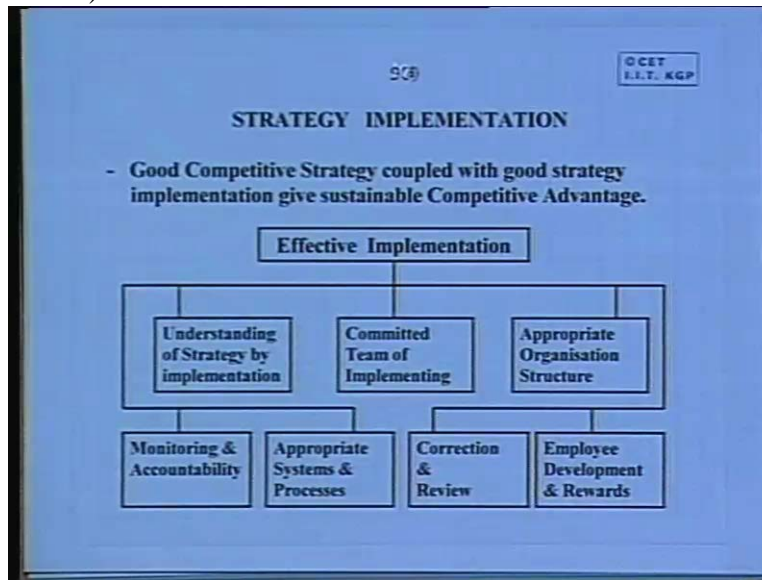 © CET
I.I.T. KGP
STRATEGY IMPLEMENTATION
- Good Competitive Strategy coupled with good strategy
implementation give sustainable Competitive Advantage.
Effective Implementation
Understanding
of Strategy by
implementation
Committed
Team of
Implementing
Appropriate
Organisation
Structure
Monitoring &
Accountability
Appropriate
Systems &
Processes
Correction
&
Review
Employee
Development
& Rewards